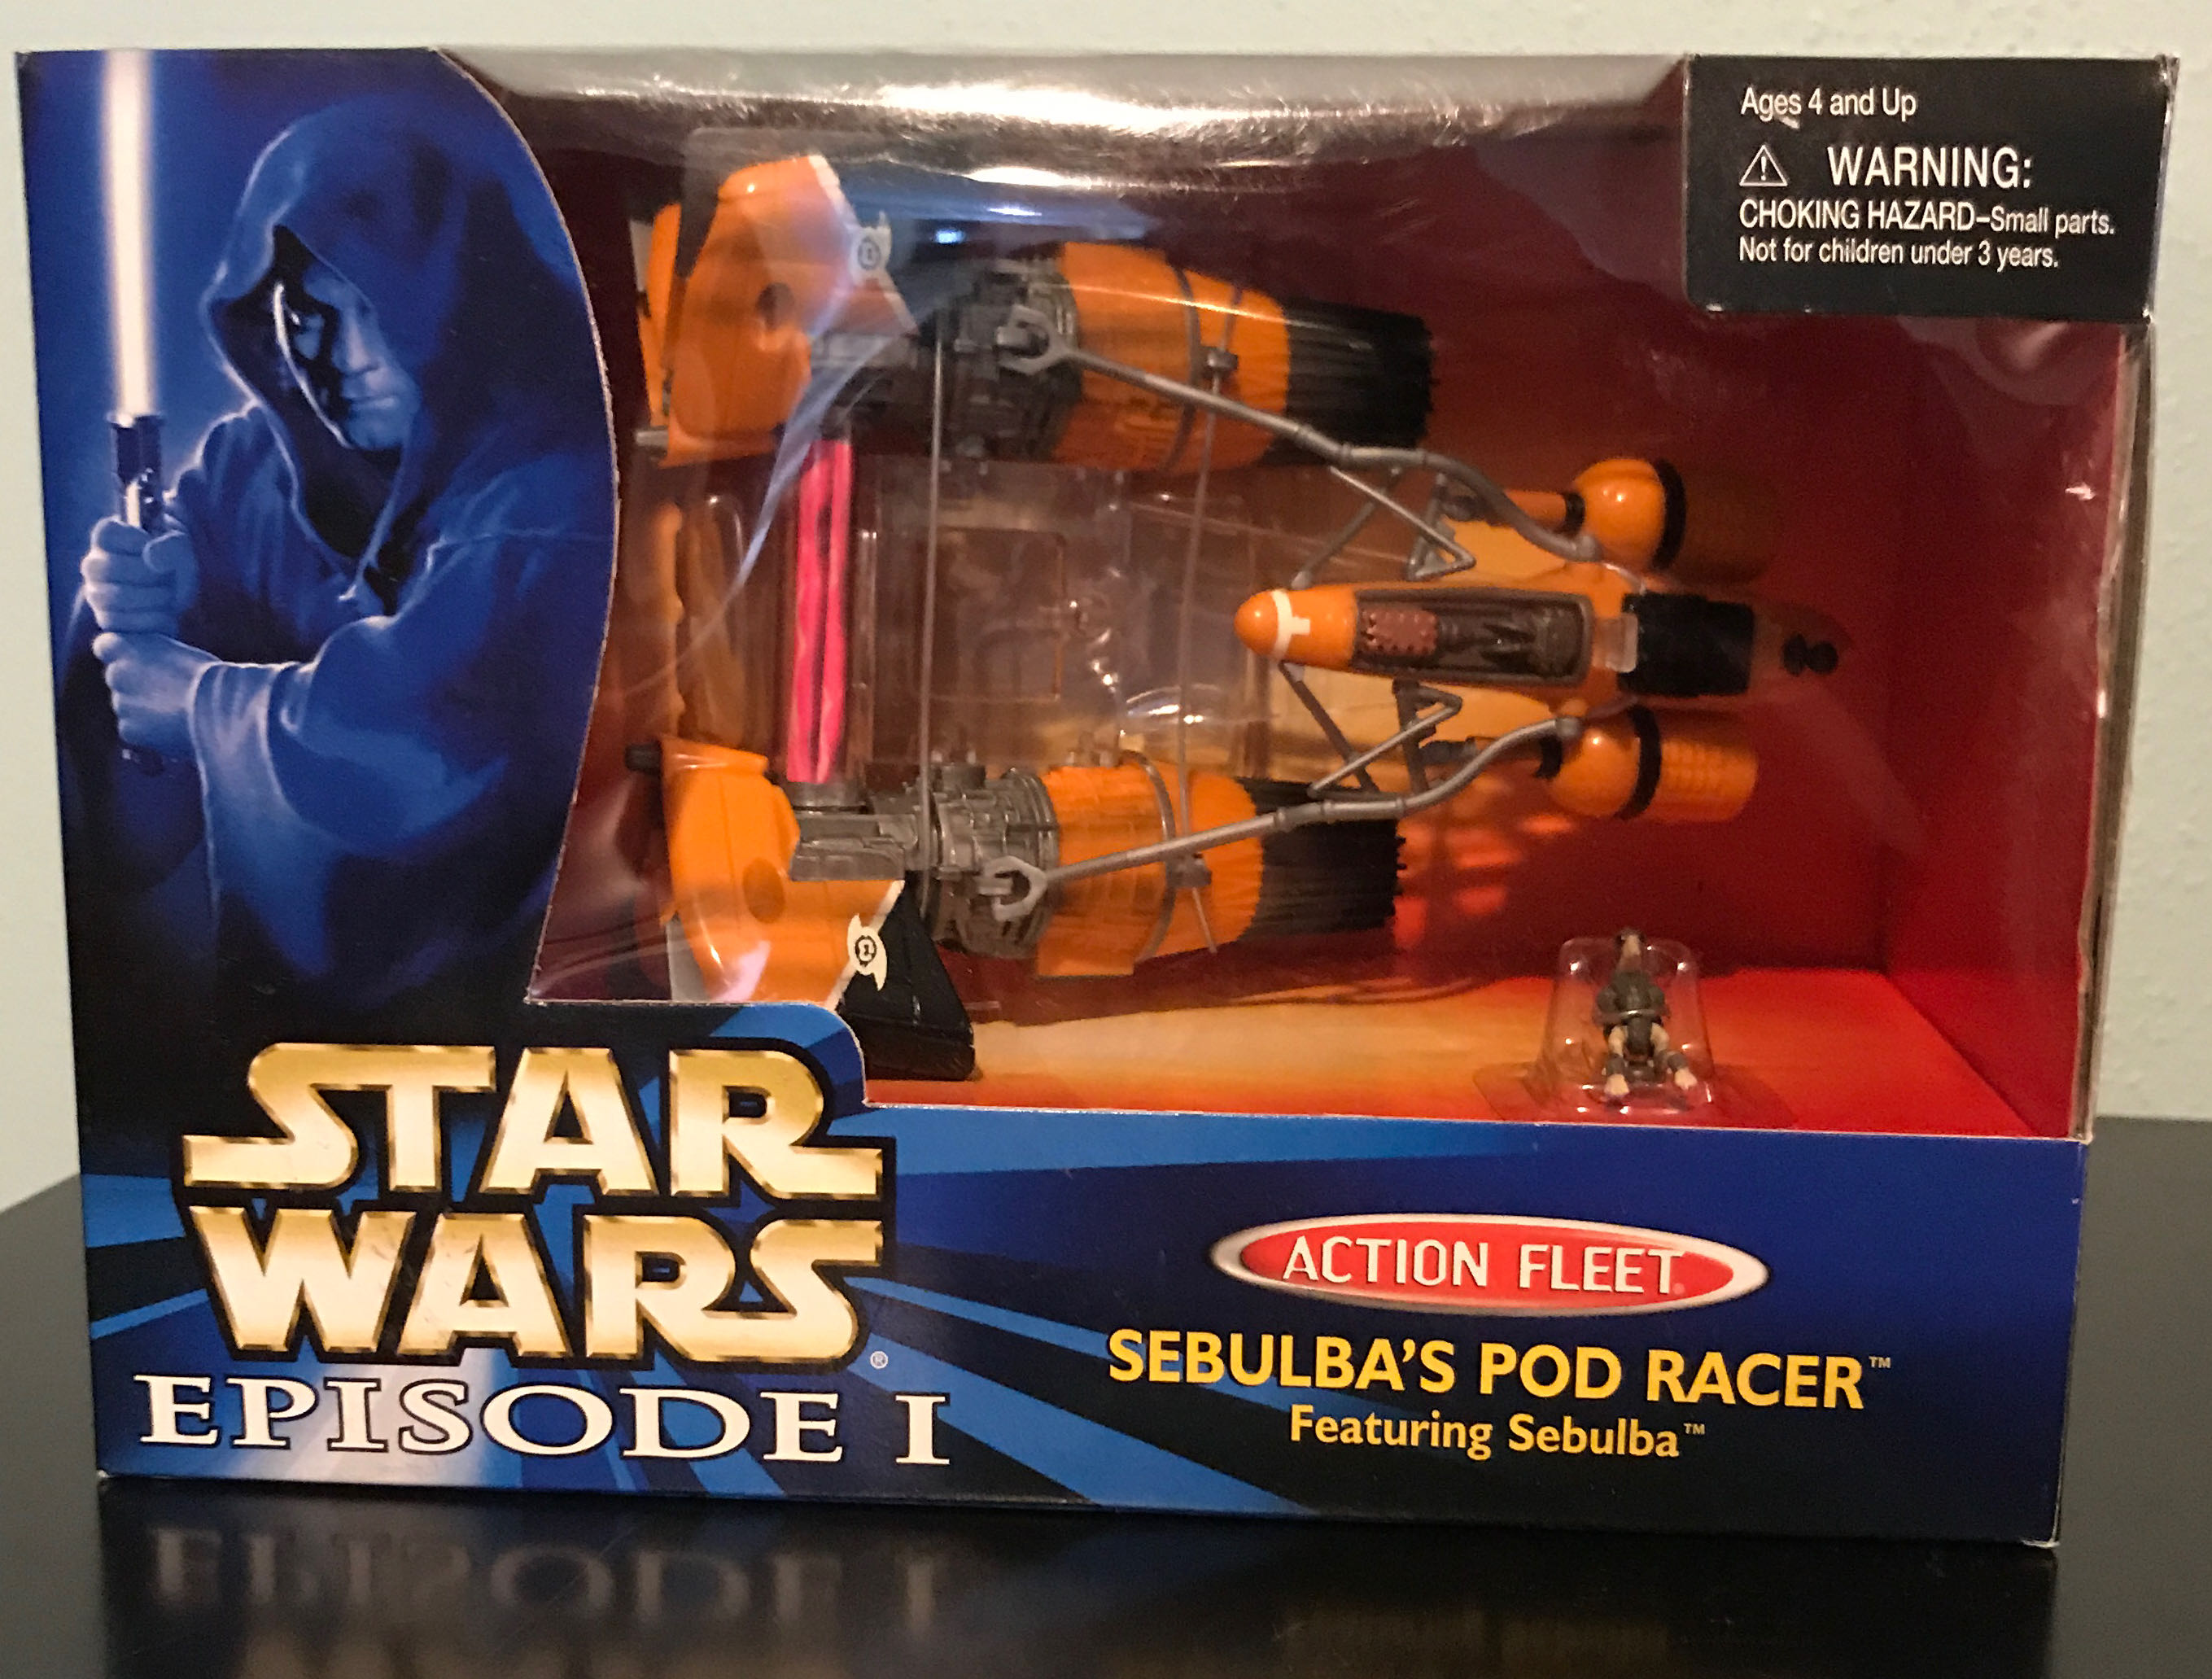 Ages 4 and Up
⚠ WARNING:
CHOKING HAZARD–Small parts.
Not for children under 3 years.
STAR
WARS®
EPISODE I
ACTION FLEET®
SEBULBA'S POD RACER™
Featuring Sebulba™